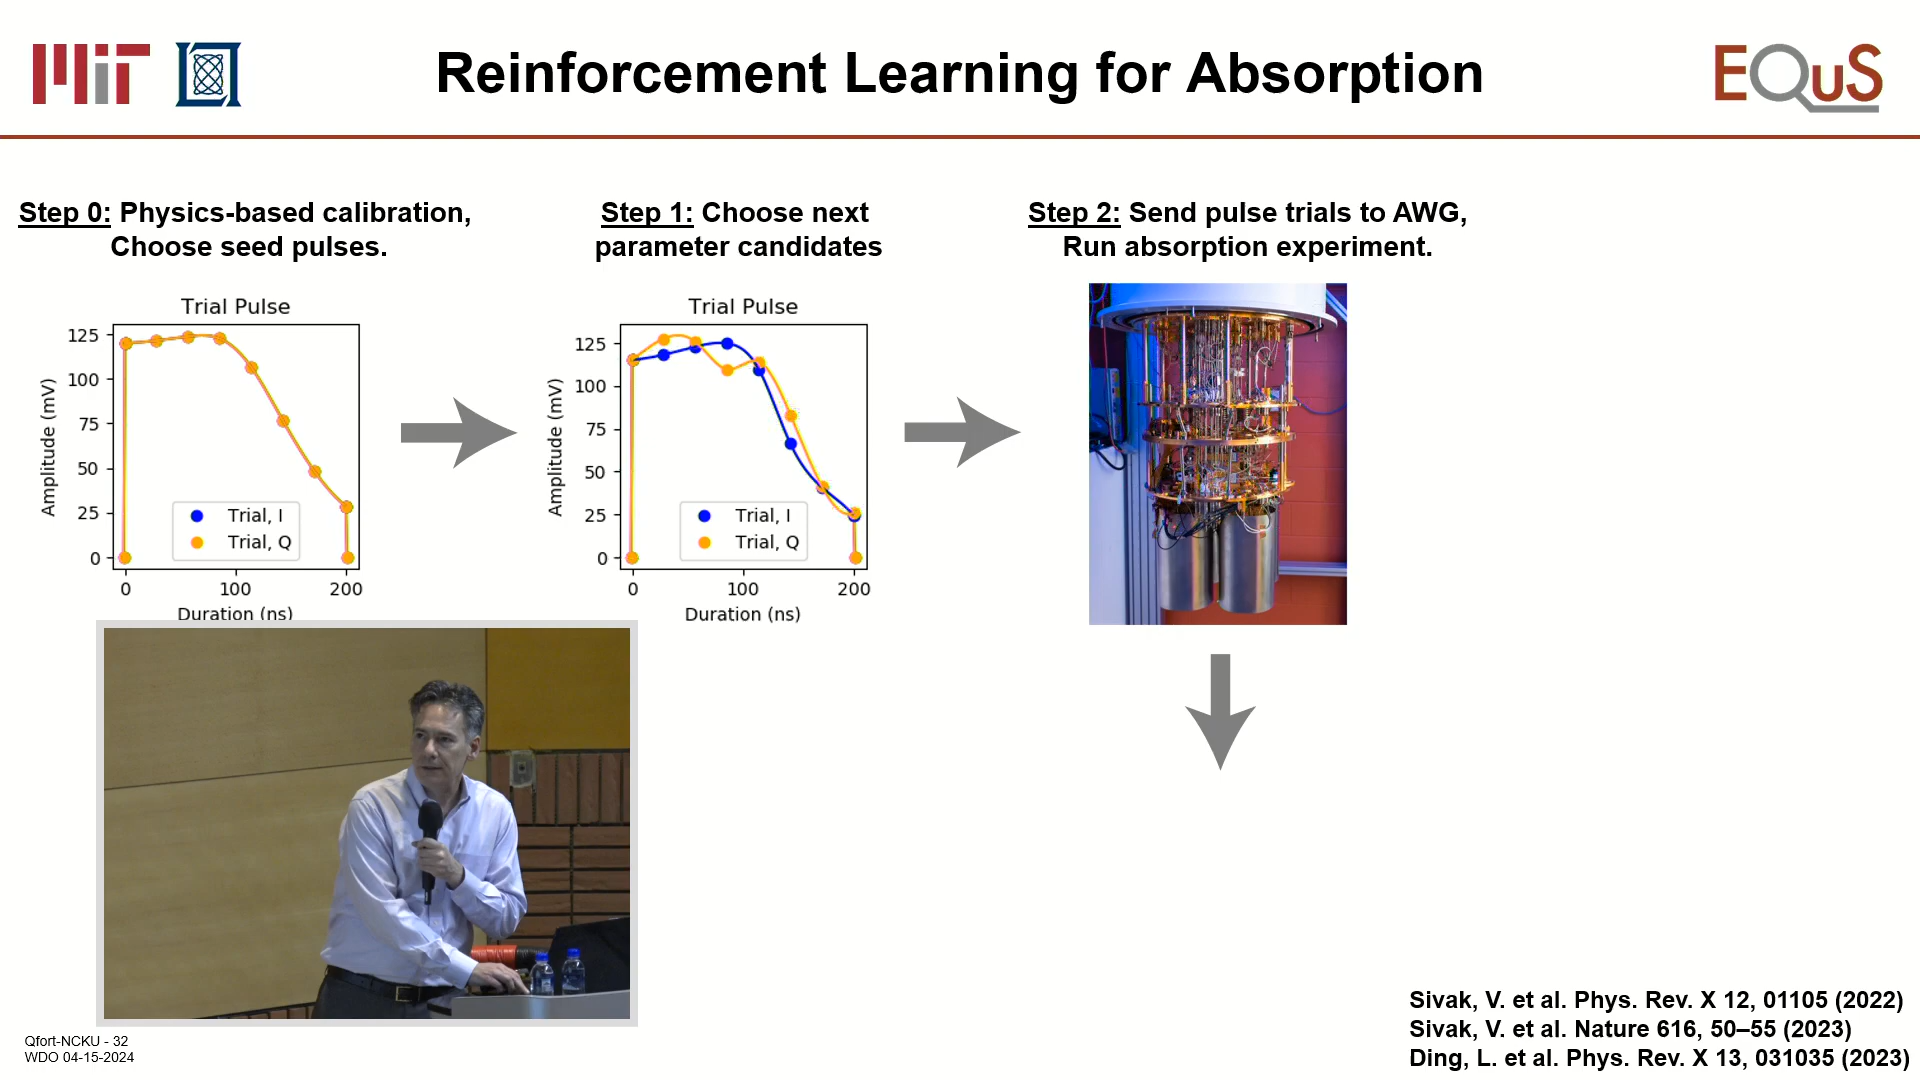 MIT
Reinforcement Learning for Absorption
EQuS
Step 0: Physics-based calibration,
Choose seed pulses.
Step 1: Choose next
parameter candidates
Step 2: Send pulse trials to AWG,
Run absorption experiment.
Trial Pulse
Amplitude (mV)
125
100
75
50
25
0
Trial, I
Trial, Q
0 100 200
Duration (ns)
Trial Pulse
Amplitude (mV)
125
100
75
50
25
0
Trial, I
Trial, Q
0 100 200
Duration (ns)
Sivak, V. et al. Phys. Rev. X 12, 01105 (2022)
Sivak, V. et al. Nature 616, 50–55 (2023)
Ding, L. et al. Phys. Rev. X 13, 031035 (2023)
Qfort-NCKU - 32
WDO 04-15-2024